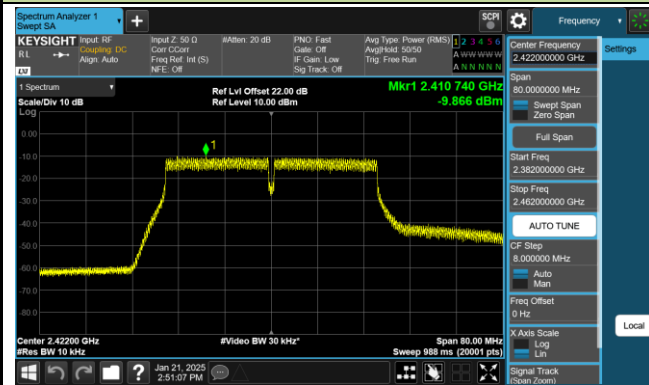 Spectrum Analyzer 1
Swept SA
SCPI
Frequency
KEYSIGHT
Input: RF
Coupling: DC
Align: Auto
Input Z: 50 Ω
Corr CCorr
Freq Ref: Int (S)
NFE: Off
#Atten: 20 dB
PNO: Fast
Gate: Off
IF Gain: Low
Sig Track: Off
Avg Type: Power (RMS)
Avg|Hold: 50/50
Trig: Free Run
1 2 3 4 5 6
A W W W W W
A N N N N N
RL
LXI
1 Spectrum
Scale/Div 10 dB
Log
Ref Lvl Offset 22.00 dB
Ref Level 10.00 dBm
Mkr1 2.410 740 GHz
-9.866 dBm
1
0.00
-10.0
-20.0
-30.0
-40.0
-50.0
-60.0
-70.0
-80.0
Center 2.42200 GHz
#Res BW 10 kHz
#Video BW 30 kHz*
Span 80.00 MHz
Sweep 988 ms (20001 pts)
Jan 21, 2025
2:51:07 PM
?
Center Frequency
2.422000000 GHz
Settings
Span
80.0000000 MHz
Swept Span
Zero Span
Full Span
Start Freq
2.382000000 GHz
Stop Freq
2.462000000 GHz
AUTO TUNE
CF Step
8.000000 MHz
Auto
Man
Freq Offset
0 Hz
X Axis Scale
Log
Lin
Local
Signal Track
(Span Zoom)